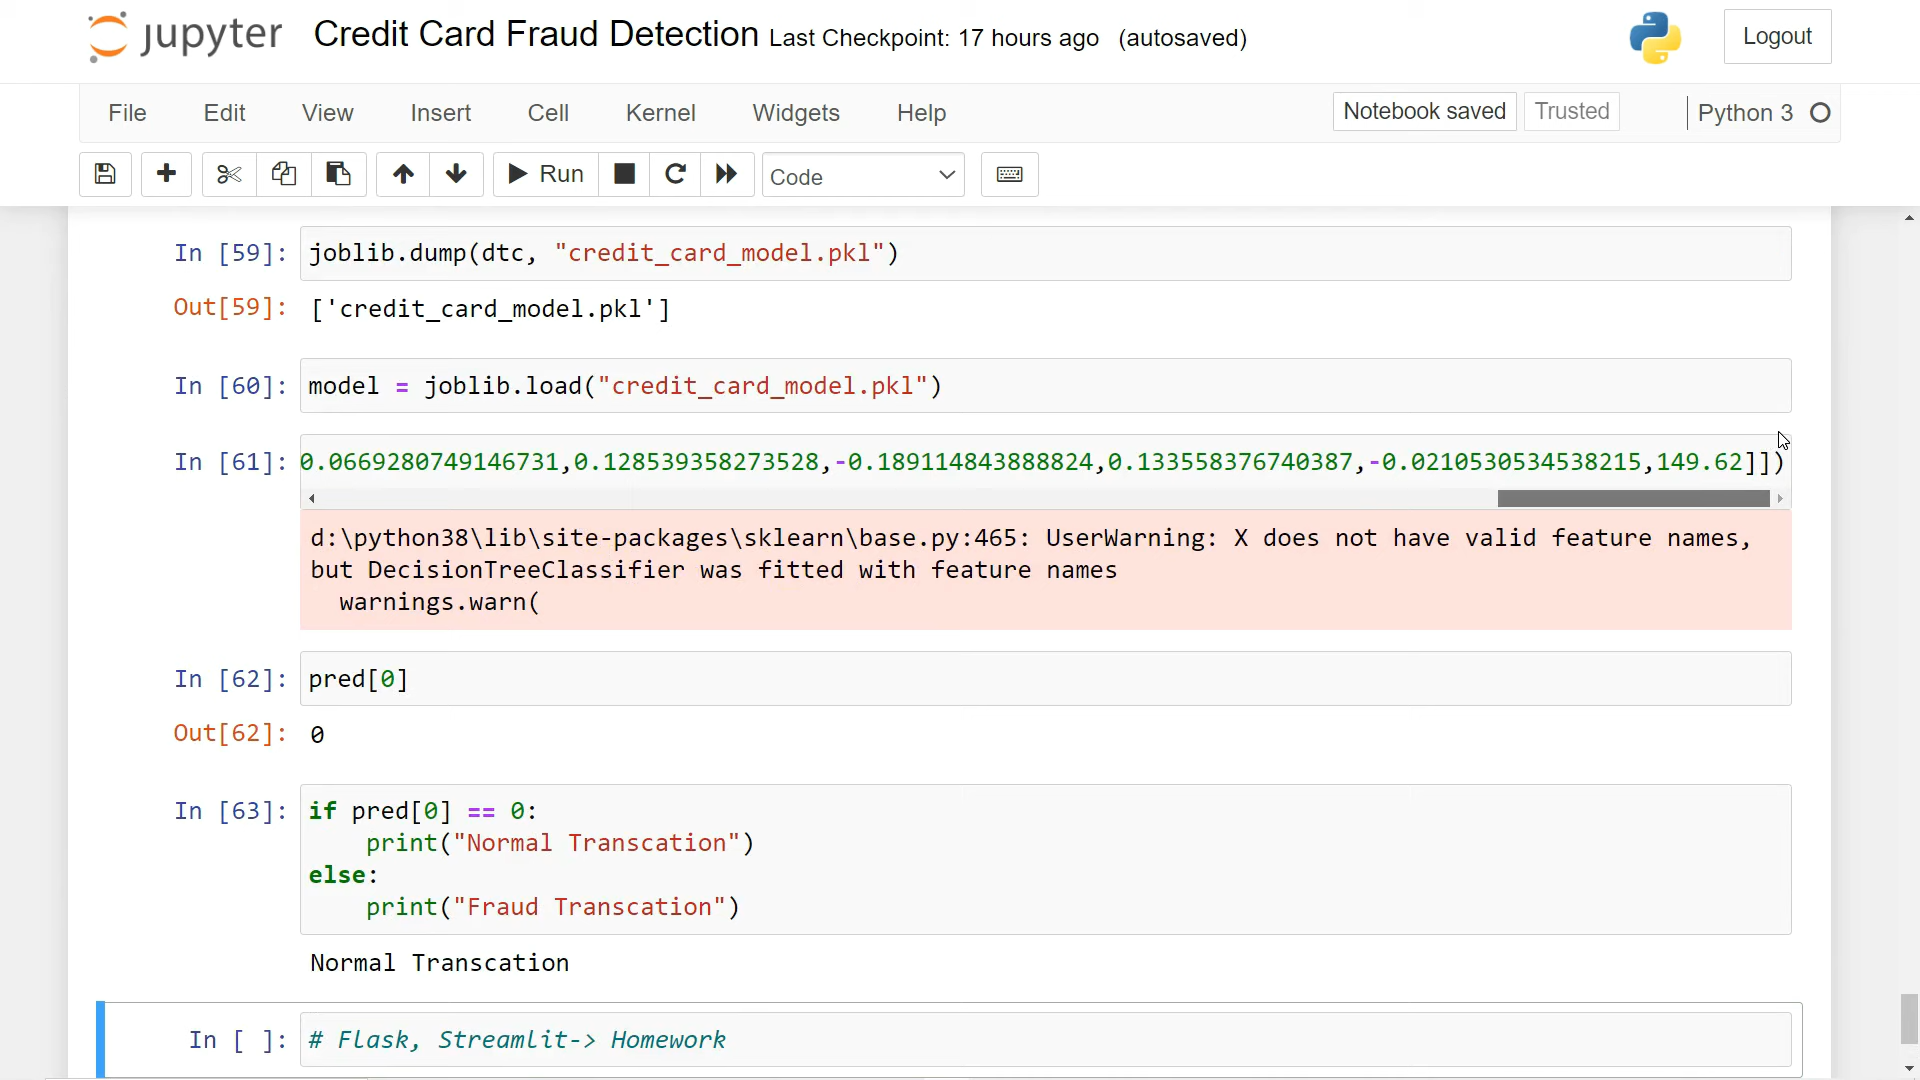 jupyter Credit Card Fraud Detection Last Checkpoint: 17 hours ago (autosaved)
Logout
File Edit View Insert Cell Kernel Widgets Help
Notebook saved Trusted Python 3
Run Code
In [59]: joblib.dump(dtc, "credit_card_model.pkl")
Out[59]: ['credit_card_model.pkl']
In [60]: model = joblib.load("credit_card_model.pkl")
In [61]: 0.0669280749146731,0.128539358273528,-0.189114843888824,0.133558376740387,-0.0210530534538215,149.62]])
d:\python38\lib\site-packages\sklearn\base.py:465: UserWarning: X does not have valid feature names,
but DecisionTreeClassifier was fitted with feature names
warnings.warn(
In [62]: pred[0]
Out[62]: 0
In [63]: if pred[0] == 0:
print("Normal Transcation")
else:
print("Fraud Transcation")
Normal Transcation
In [ ]: # Flask, Streamlit-> Homework